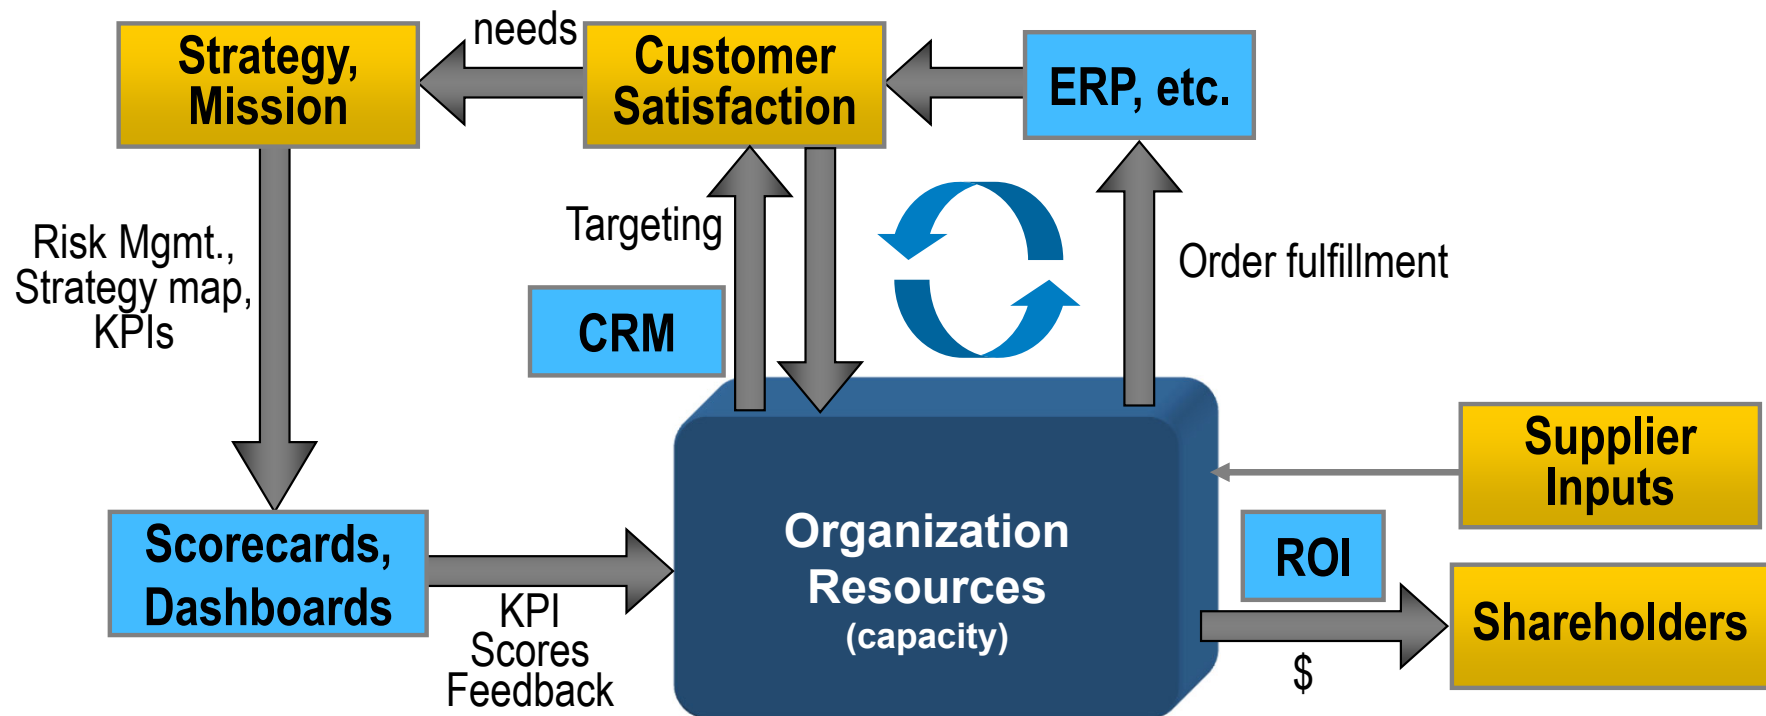 needs
Strategy,
Mission
Customer
Satisfaction
ERP, etc.
Risk Mgmt.,
Strategy map,
KPIs
Targeting
CRM
Order fulfillment
Supplier
Inputs
Scorecards,
Dashboards
KPI
Scores
Feedback
Organization
Resources
(capacity)
ROI
$
Shareholders